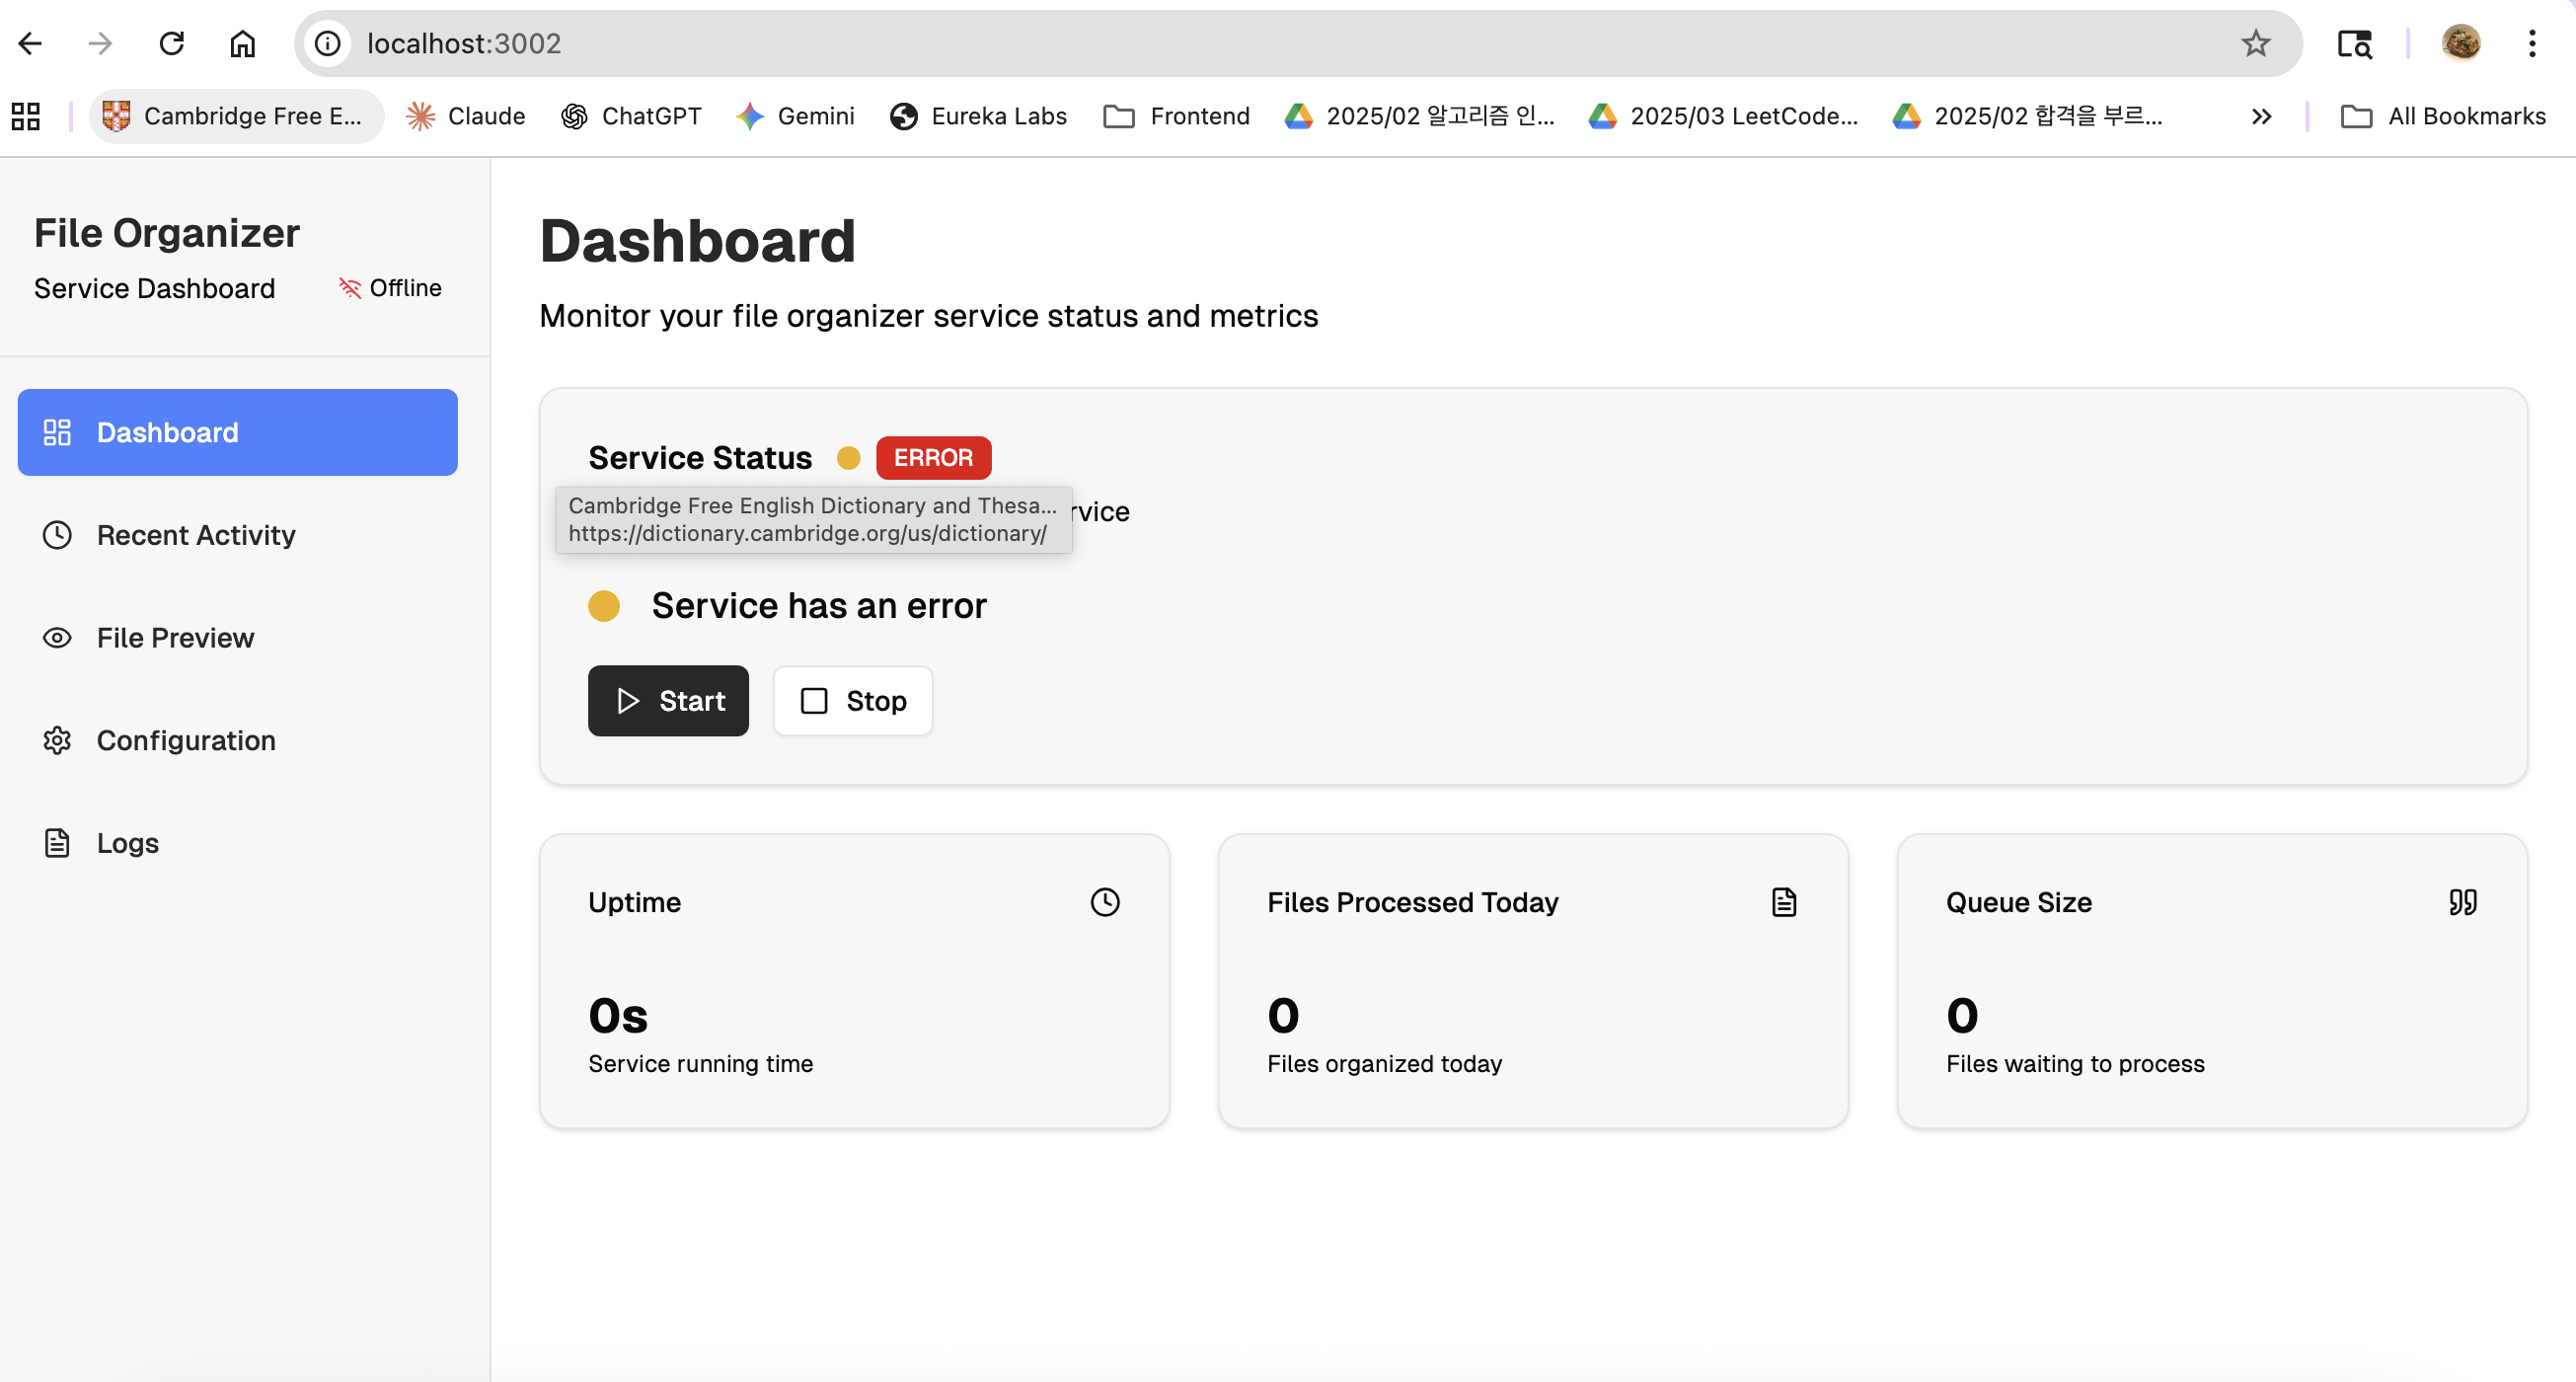 localhost:3002
Cambridge Free E...
Claude
ChatGPT
Gemini
Eureka Labs
Frontend
2025/02 알고리즘 인...
2025/03 LeetCode...
2025/02 합격을 부르...
All Bookmarks
File Organizer
Service Dashboard
Offline
Dashboard
Recent Activity
File Preview
Configuration
Logs
Dashboard
Monitor your file organizer service status and metrics
Service Status
ERROR
Cambridge Free English Dictionary and Thesa...
https://dictionary.cambridge.org/us/dictionary/
Service has an error
Start
Stop
Uptime
0s
Service running time
Files Processed Today
0
Files organized today
Queue Size
0
Files waiting to process